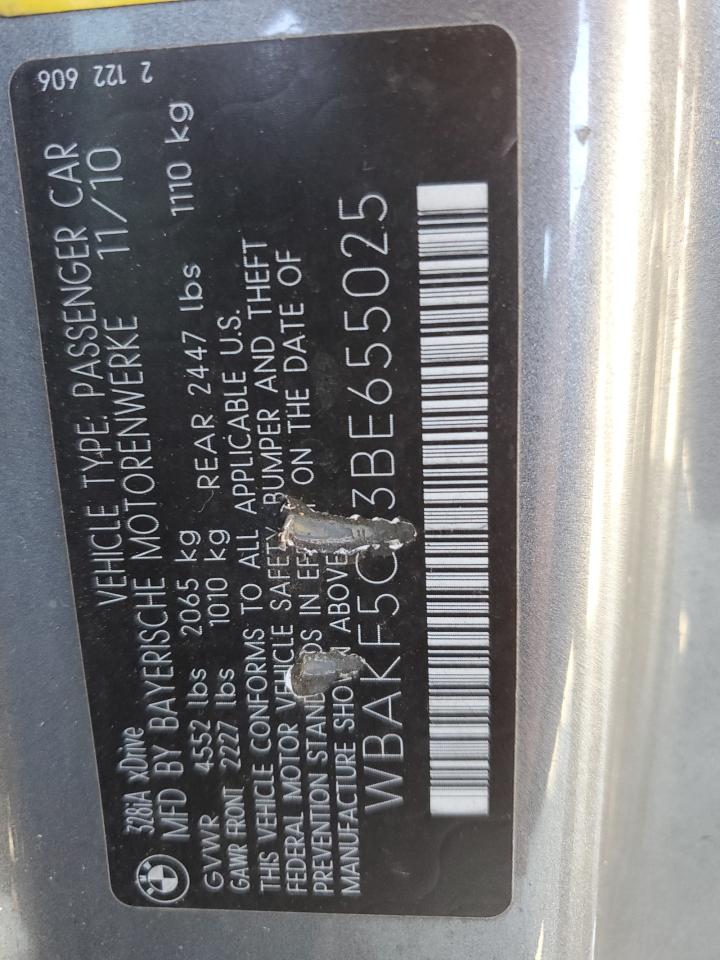 2 122 606
328iA xDrive VEHICLE TYPE: PASSENGER CAR
MFD BY BAYERISCHE MOTORENWERKE 11/10
GVWR 4552 lbs 2065 kg
GAWR FRONT 2227 lbs 1010 kg REAR 2447 lbs 1110 kg
THIS VEHICLE CONFORMS TO ALL APPLICABLE U.S.
FEDERAL MOTOR VEHICLE SAFETY BUMPER AND THEFT
PREVENTION STANDARDS IN EFFECT ON THE DATE OF
MANUFACTURE SHOWN ABOVE
WBAKF5C 3BE655025